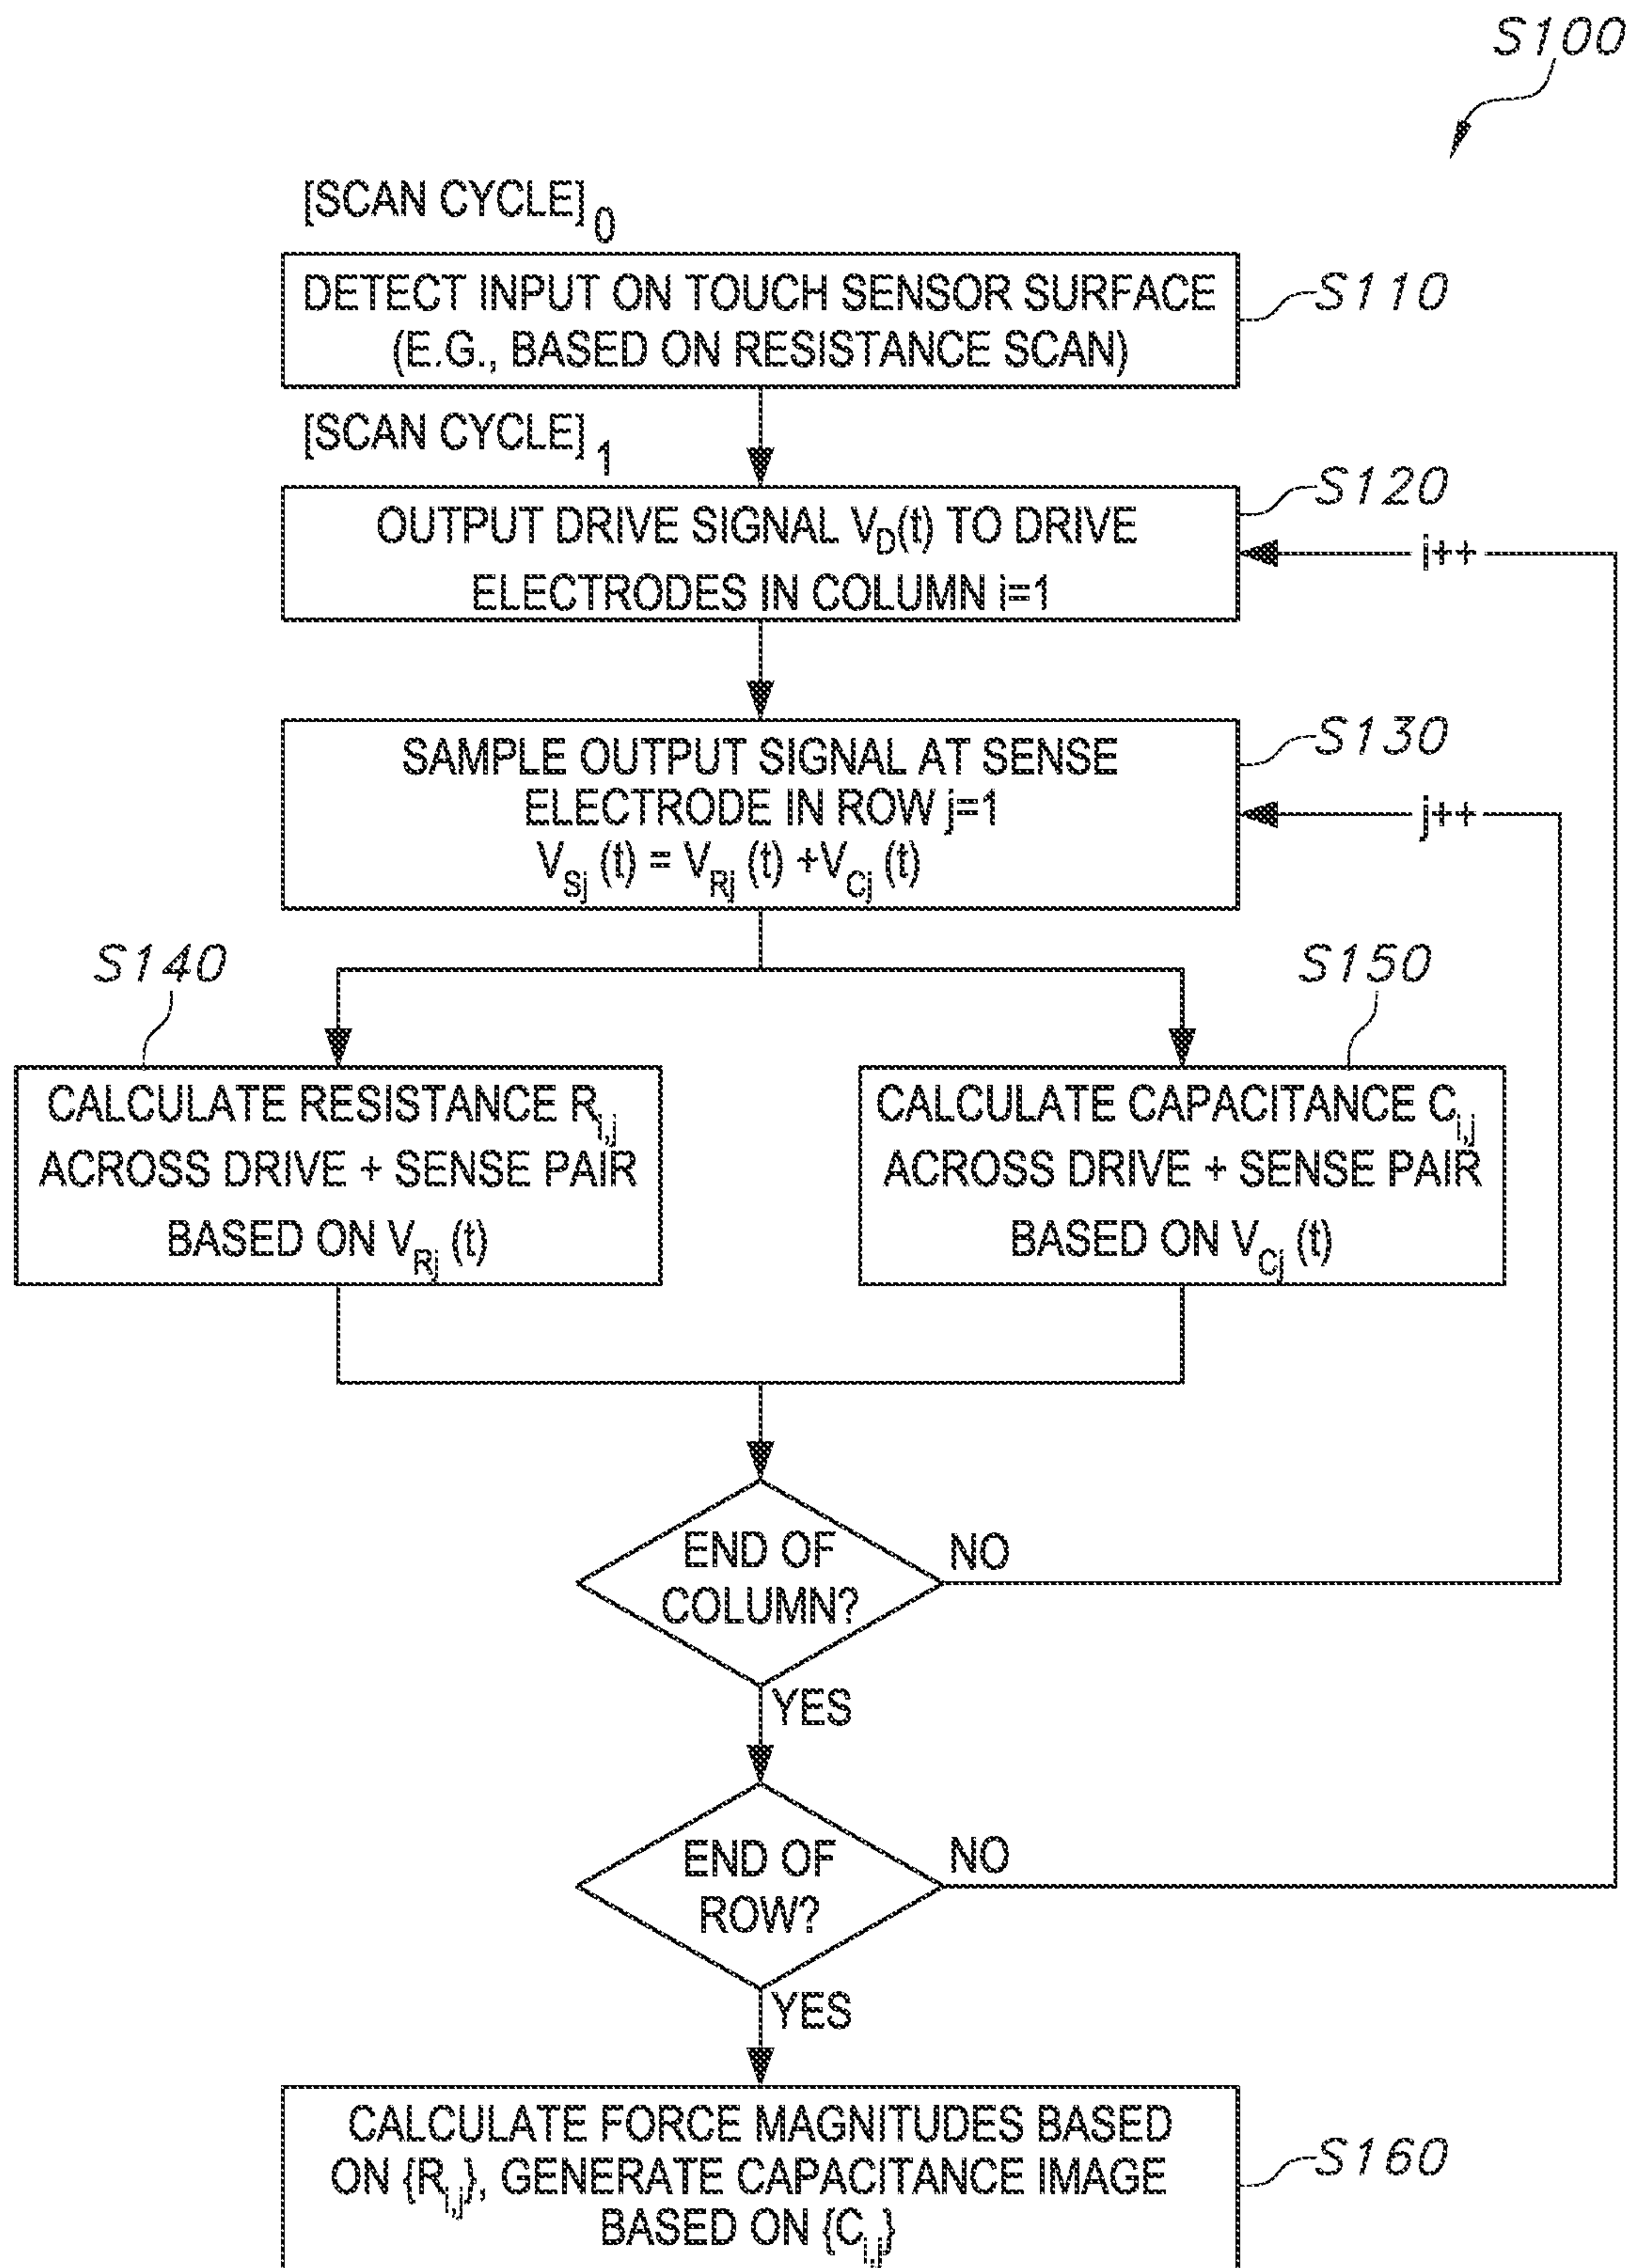 S100
[SCAN CYCLE]0
DETECT INPUT ON TOUCH SENSOR SURFACE
(E.G., BASED ON RESISTANCE SCAN)
S110
[SCAN CYCLE]1
OUTPUT DRIVE SIGNAL VD(t) TO DRIVE
ELECTRODES IN COLUMN i=1
S120
i++
SAMPLE OUTPUT SIGNAL AT SENSE
ELECTRODE IN ROW j=1
VSj (t) = VRj (t) +VCj (t)
S130
j++
S140
S150
CALCULATE RESISTANCE Ri,j
ACROSS DRIVE + SENSE PAIR
BASED ON VRj (t)
CALCULATE CAPACITANCE Ci,j
ACROSS DRIVE + SENSE PAIR
BASED ON VCj (t)
END OF
COLUMN?
NO
YES
END OF
ROW?
NO
YES
CALCULATE FORCE MAGNITUDES BASED
ON {Ri,j}, GENERATE CAPACITANCE IMAGE
BASED ON {Ci,j}
S160